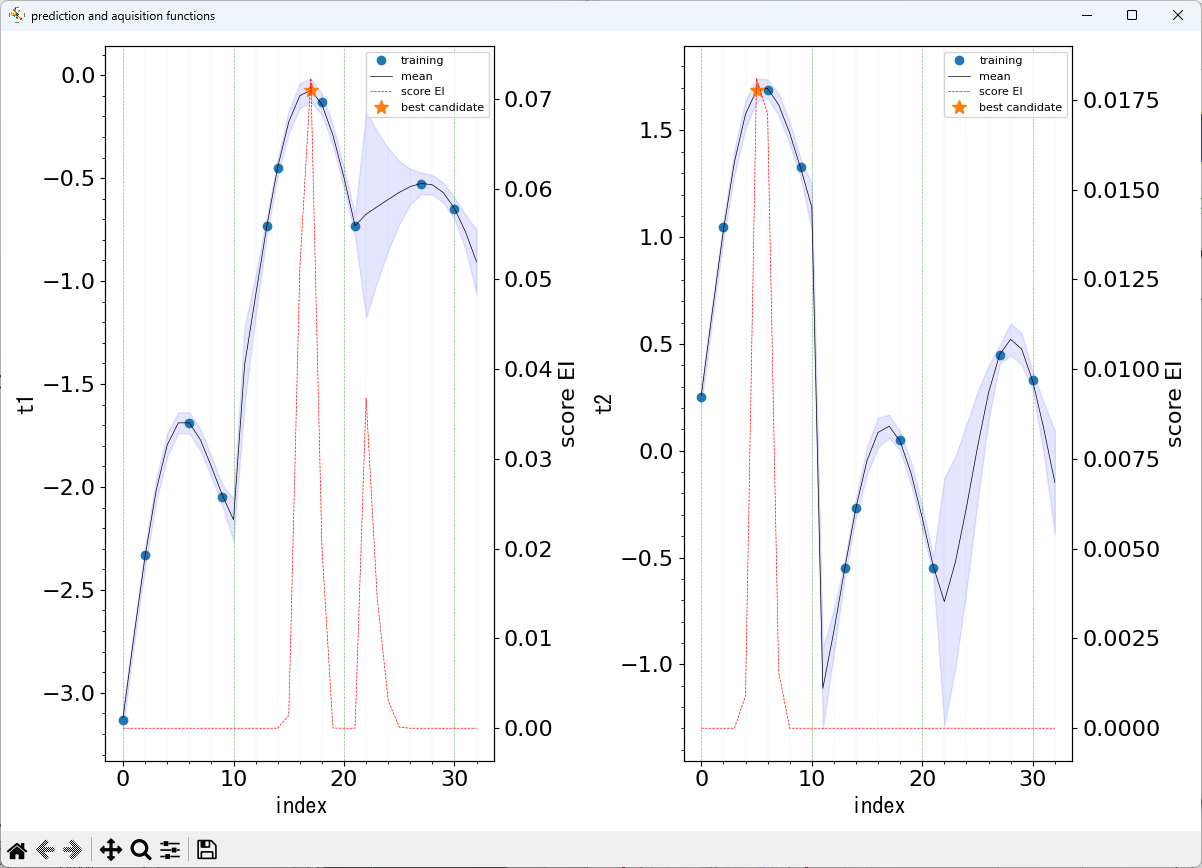 prediction and aquisition functions
training
mean
score EI
best candidate
0.0
−0.5
−1.0
−1.5
−2.0
−2.5
−3.0
t1
0.07
0.06
0.05
0.04
0.03
0.02
0.01
0.00
score EI
0
10
20
30
index
training
mean
score EI
best candidate
1.5
1.0
0.5
0.0
−0.5
−1.0
t2
0.0175
0.0150
0.0125
0.0100
0.0075
0.0050
0.0025
0.0000
score EI
0
10
20
30
index